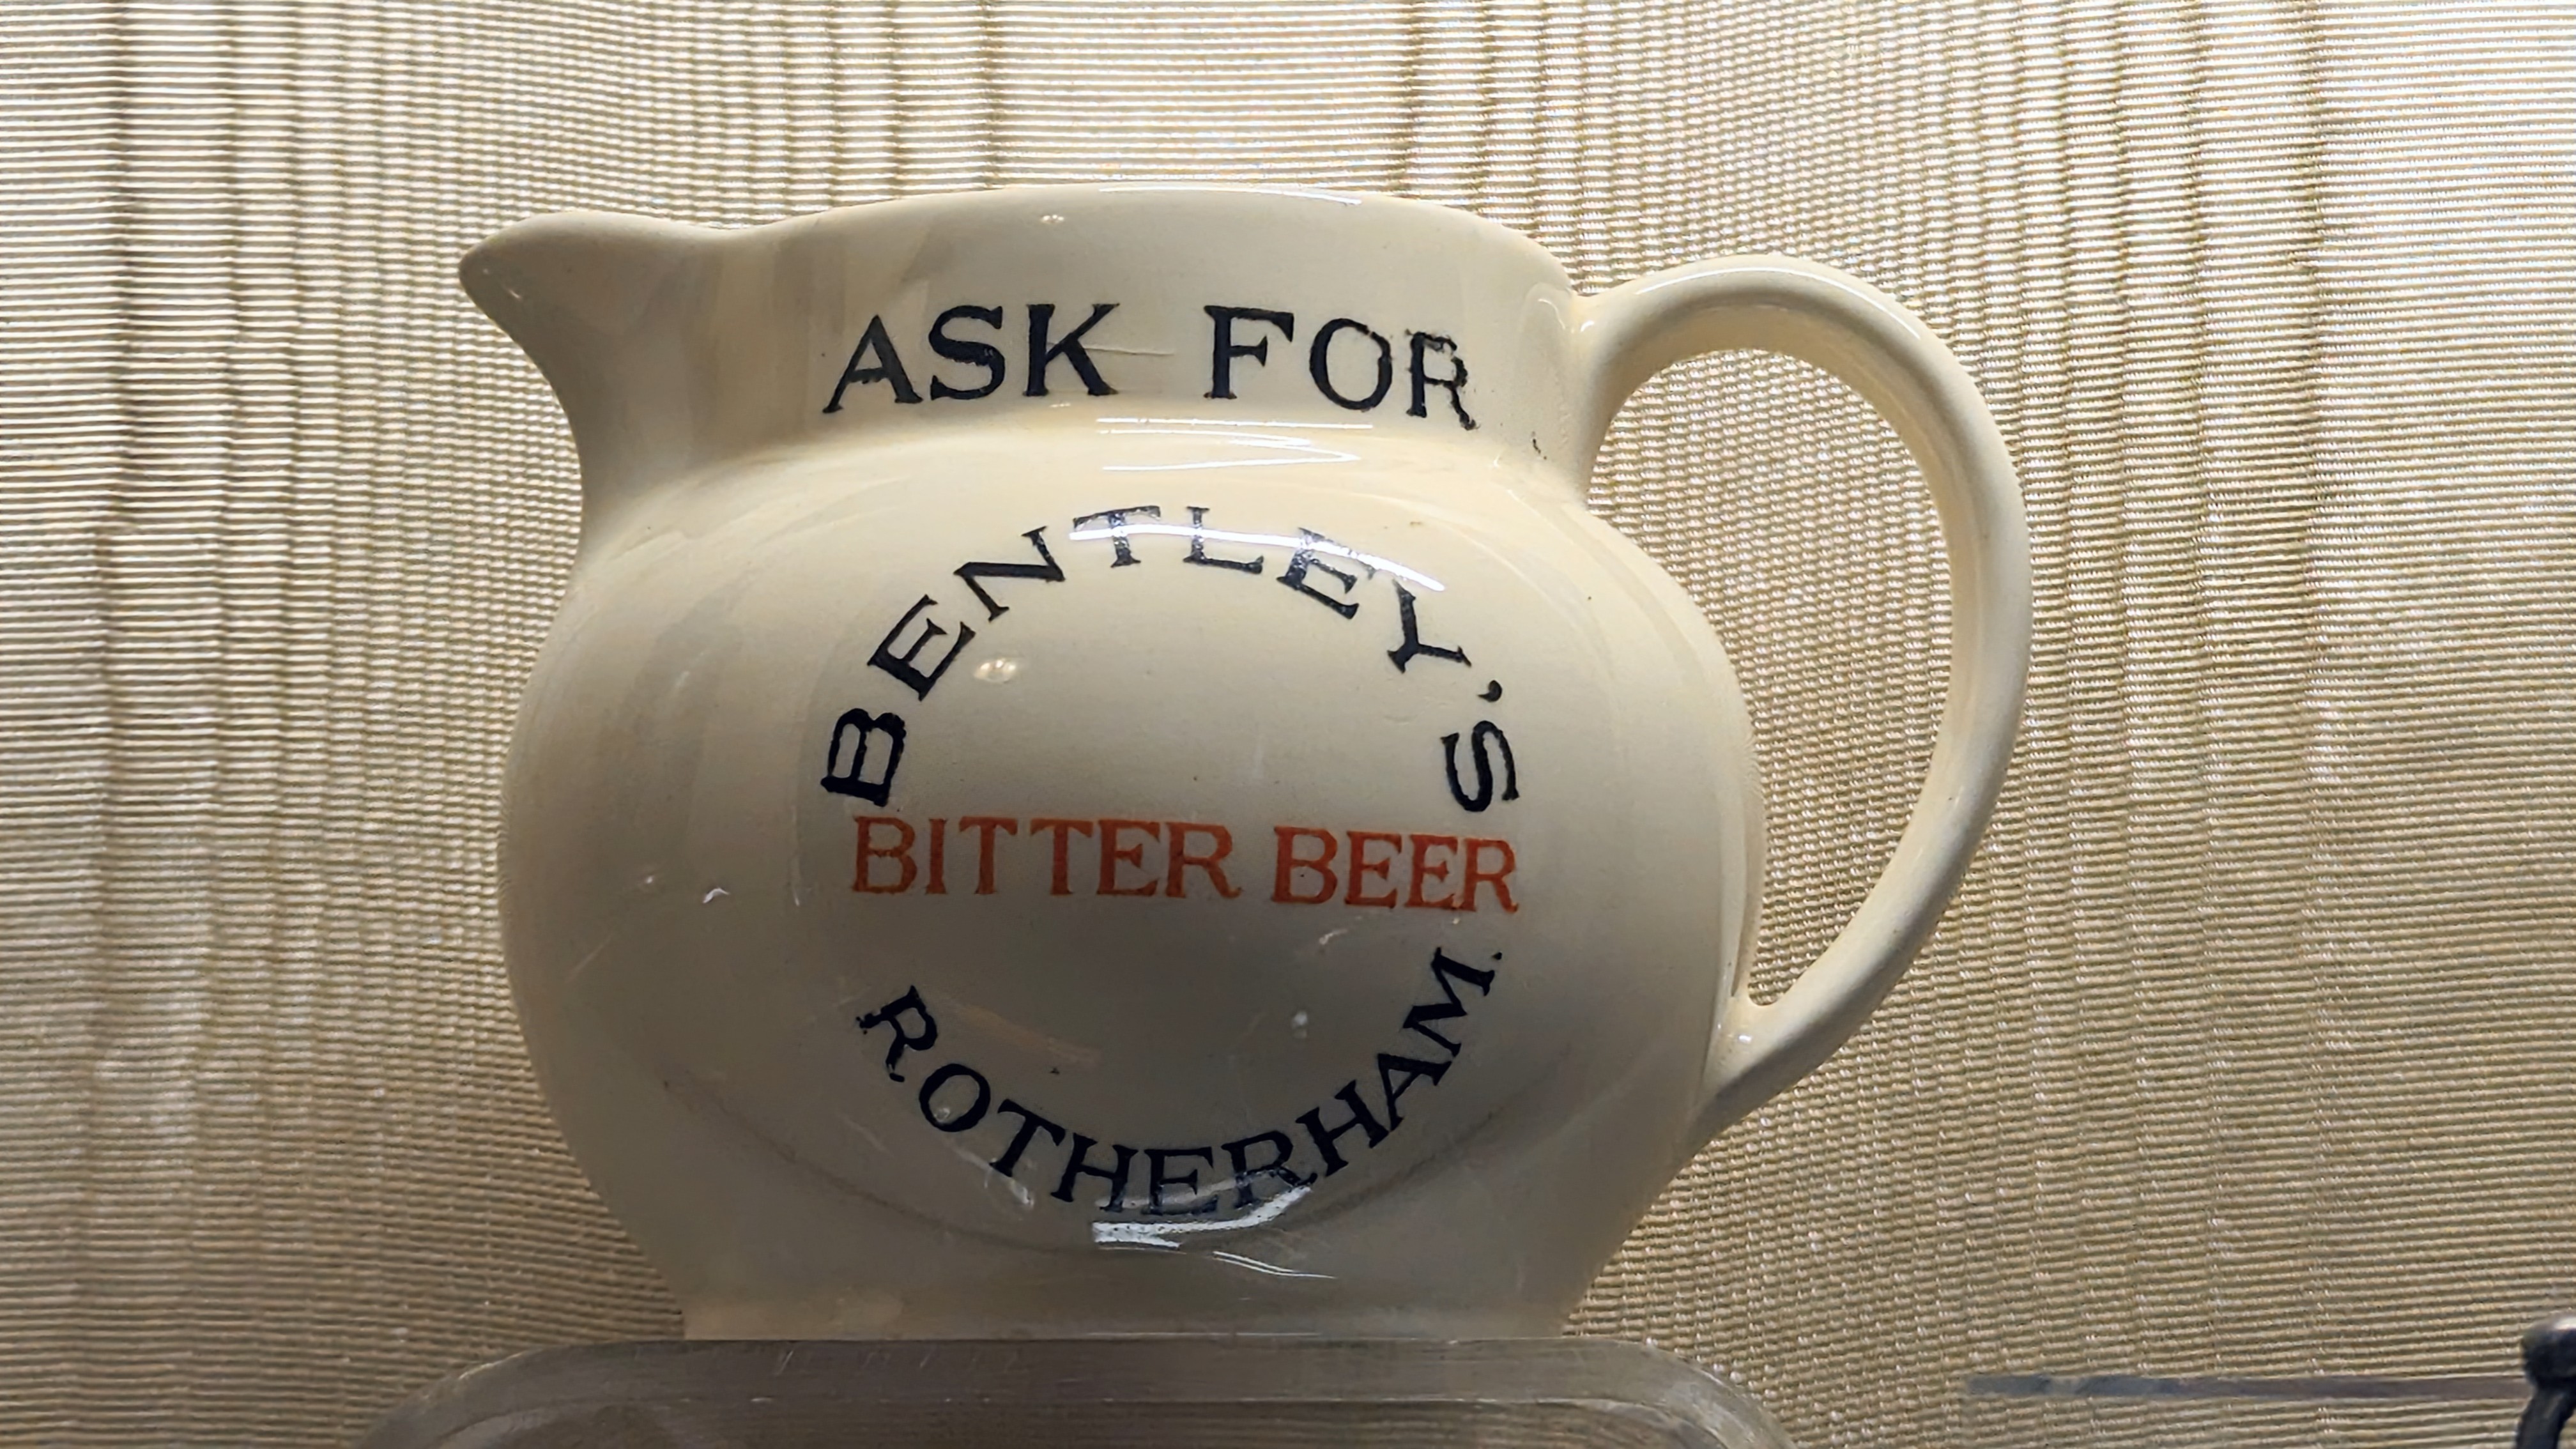 ASK FOR
BENTLEY'S
BITTER BEER
ROTHERHAM.